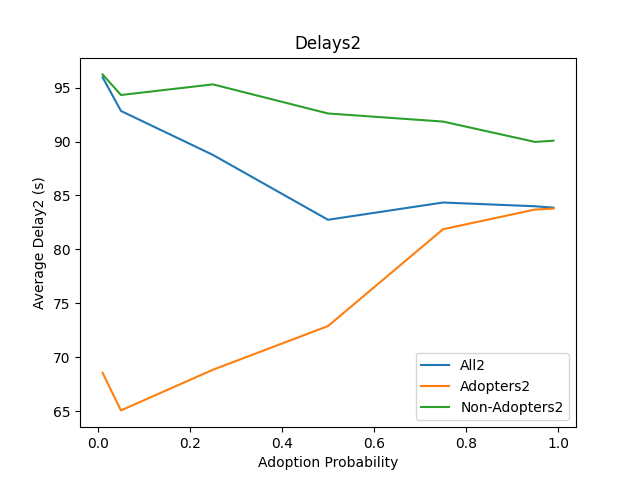 Delays2
Average Delay2 (s)
95
90
85
80
75
70
65
0.0 0.2 0.4 0.6 0.8 1.0
Adoption Probability
All2
Adopters2
Non-Adopters2